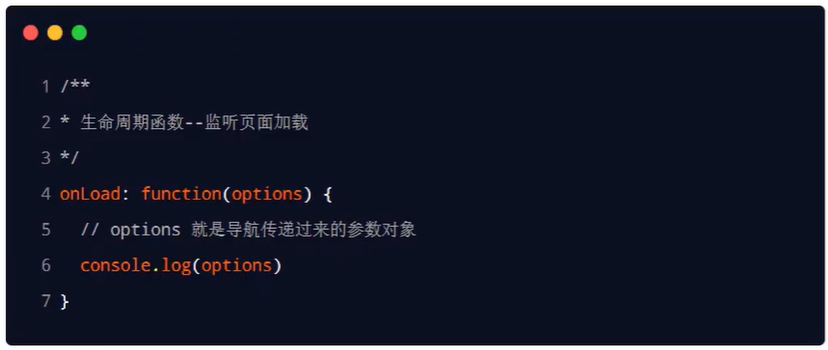 1 /**
2 * 生命周期函数--监听页面加载
3 */
4 onLoad: function(options) {
5   // options 就是导航传递过来的参数对象
6   console.log(options)
7 }